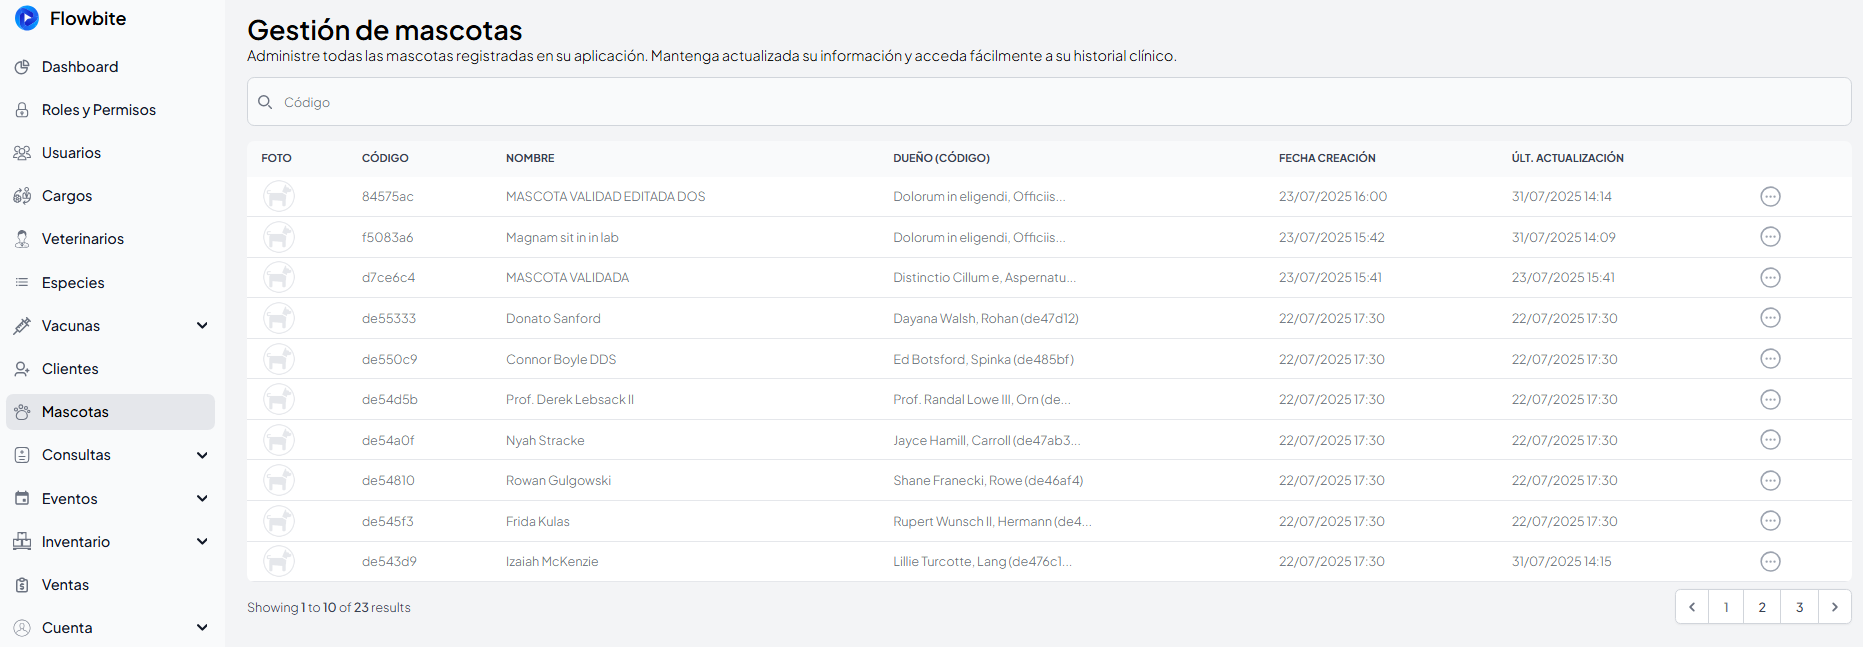 Flowbite
Dashboard
Roles y Permisos
Usuarios
Cargos
Veterinarios
Especies
Vacunas
Clientes
Mascotas
Consultas
Eventos
Inventario
Ventas
Cuenta
Gestión de mascotas
Administre todas las mascotas registradas en su aplicación. Mantenga actualizada su información y acceda fácilmente a su historial clínico.
Código
FOTO CÓDIGO NOMBRE DUEÑO (CÓDIGO) FECHA CREACIÓN ÚLT. ACTUALIZACIÓN
84575ac MASCOTA VALIDAD EDITADA DOS Dolorum in eligendi, Officiis... 23/07/2025 16:00 31/07/2025 14:14
f5083a6 Magnam sit in in lab Dolorum in eligendi, Officiis... 23/07/2025 15:42 31/07/2025 14:09
d7ce6c4 MASCOTA VALIDADA Distinctio Cillum e, Aspernatu... 23/07/2025 15:41 23/07/2025 15:41
de55333 Donato Sanford Dayana Walsh, Rohan (de47d12) 22/07/2025 17:30 22/07/2025 17:30
de550c9 Connor Boyle DDS Ed Botsford, Spinka (de485bf) 22/07/2025 17:30 22/07/2025 17:30
de54d5b Prof. Derek Lebsack II Prof. Randal Lowe III, Orn (de... 22/07/2025 17:30 22/07/2025 17:30
de54a0f Nyah Stracke Jayce Hamill, Carroll (de47ab3... 22/07/2025 17:30 22/07/2025 17:30
de54810 Rowan Gulgowski Shane Franecki, Rowe (de46af4) 22/07/2025 17:30 22/07/2025 17:30
de545f3 Frida Kulas Rupert Wunsch II, Hermann (de4... 22/07/2025 17:30 22/07/2025 17:30
de543d9 Izaiah McKenzie Lillie Turcotte, Lang (de476c1... 22/07/2025 17:30 31/07/2025 14:15
Showing 1 to 10 of 23 results
1 2 3